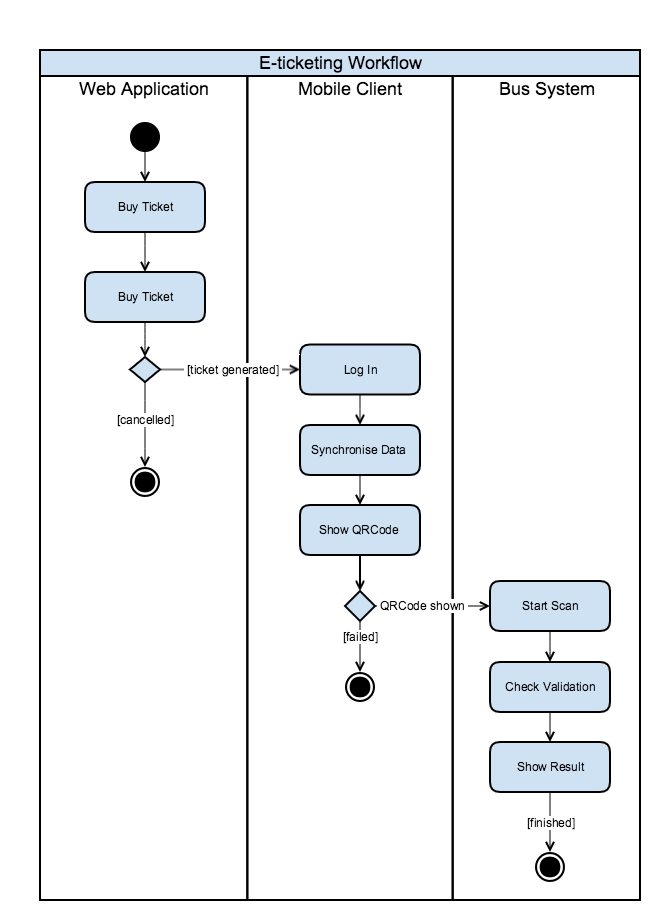 E-ticketing Workflow
Web Application
Mobile Client
Bus System
Buy Ticket
Buy Ticket
[ticket generated]
[cancelled]
Log In
Synchronise Data
Show QRCode
QRCode shown
[failed]
Start Scan
Check Validation
Show Result
[finished]